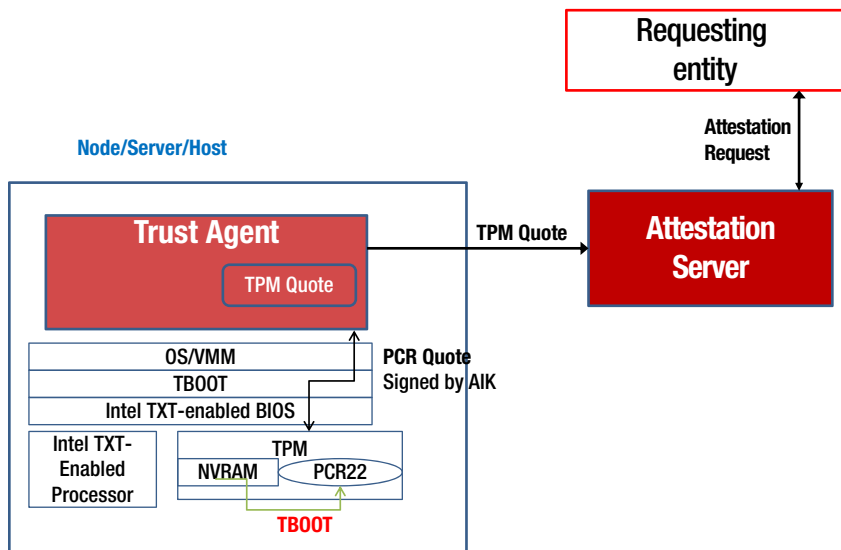 Requesting
entity
Attestation
Request
Node/Server/Host
Trust Agent
TPM Quote
TPM Quote
Attestation
Server
OS/VMM
TBOOT
Intel TXT-enabled BIOS
PCR Quote
Signed by AIK
Intel TXT-
Enabled
Processor
TPM
NVRAM
PCR22
TBOOT